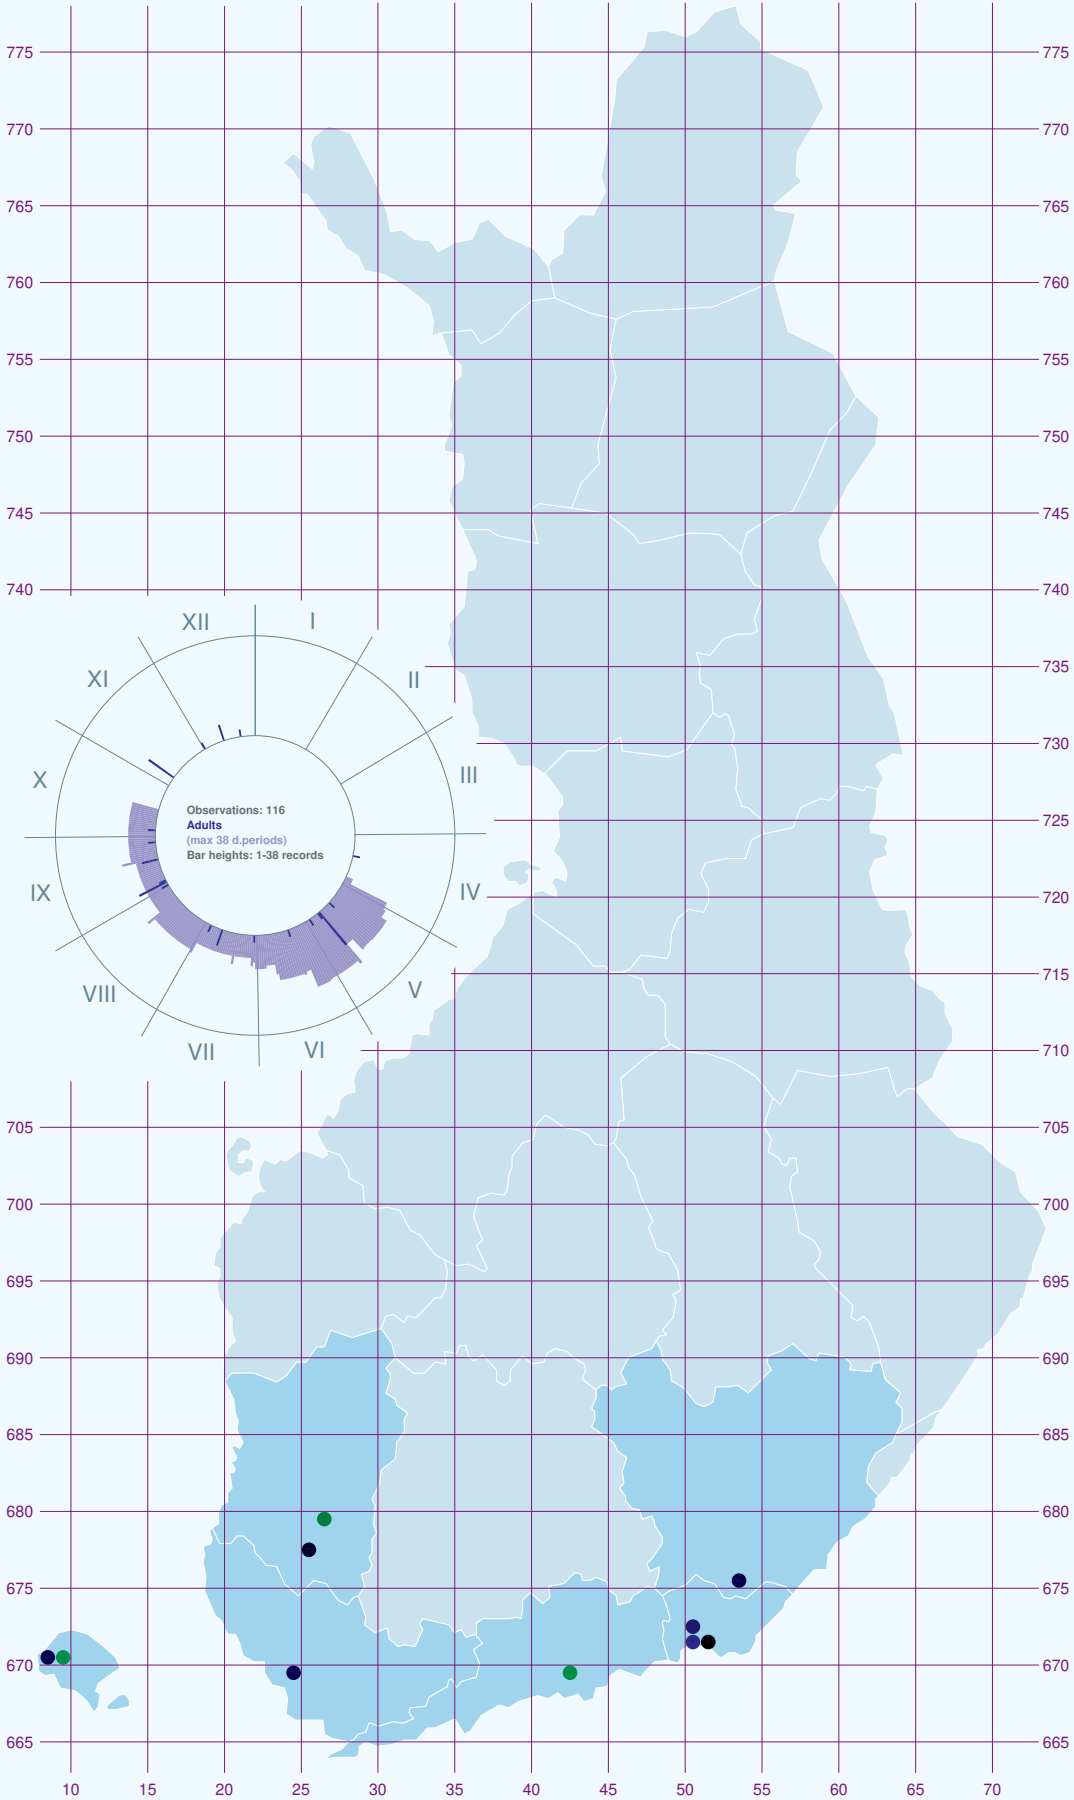 775 775
770 770
765 765
760 760
755 755
750 750
745 745
740 740
XII I
XI II
735
730
X III
Observations: 116
Adults
(max 38 d.periods)
Bar heights: 1-38 records
725
IX IV
720
VIII V
715
VII VI
710
705 705
700 700
695 695
690 690
685 685
680 680
675 675
670 670
665 665
10 15 20 25 30 35 40 45 50 55 60 65 70